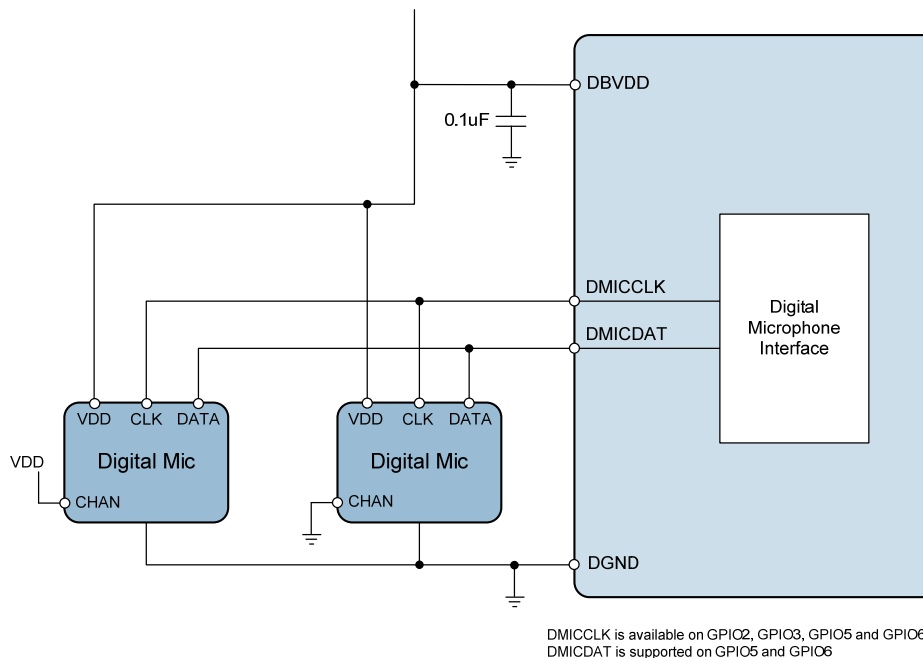 DBVDD
0.1uF
DMICCLK
DMICDAT
Digital
Microphone
Interface
VDD CLK DATA
Digital Mic
VDD
CHAN
VDD CLK DATA
Digital Mic
CHAN
DGND
DMICCLK is available on GPIO2, GPIO3, GPIO5 and GPIO6
DMICDAT is supported on GPIO5 and GPIO6